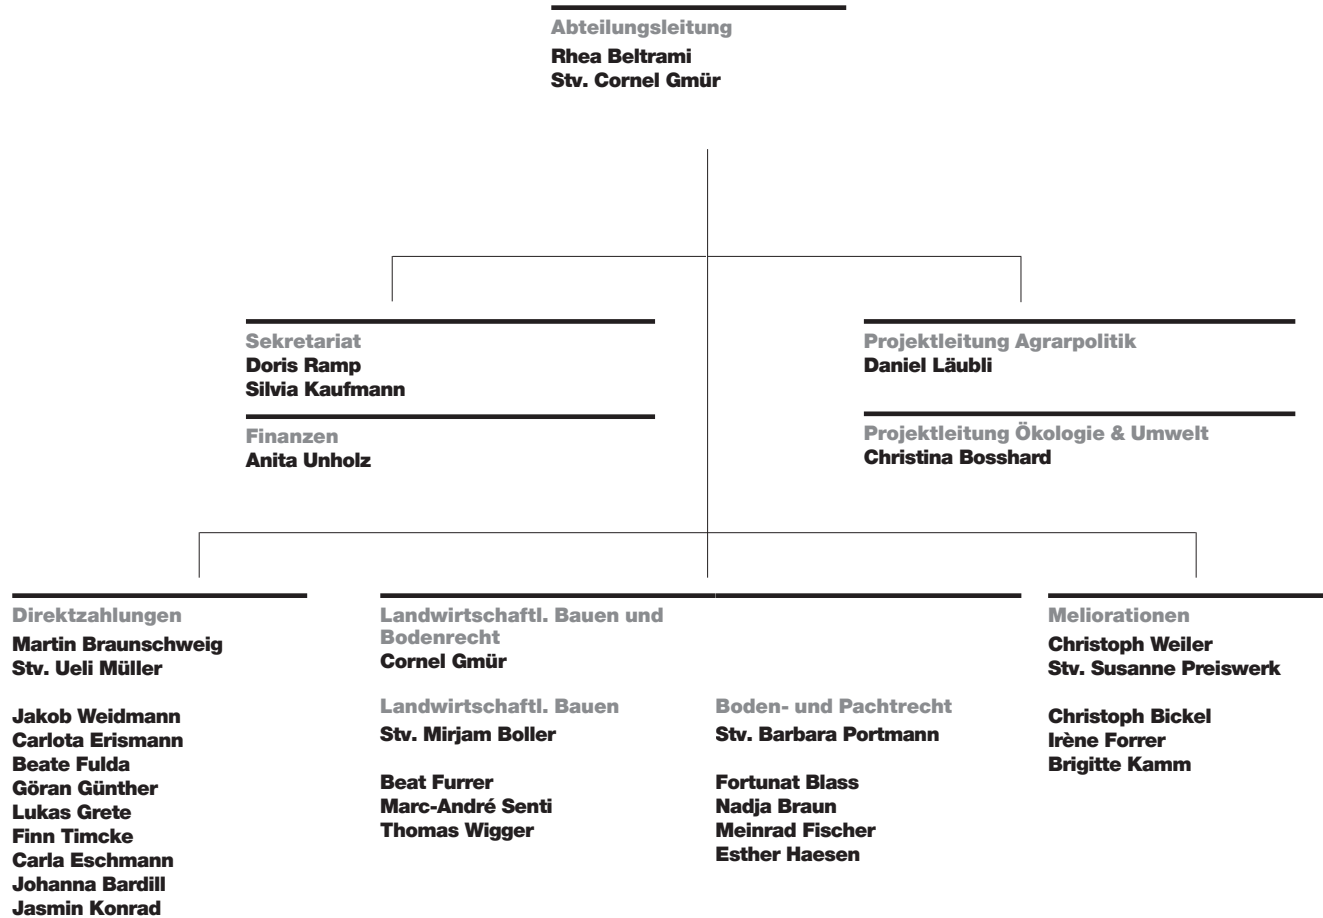 Abteilungsleitung
Rhea Beltrami
Stv. Cornel Gmür
Sekretariat
Doris Ramp
Silvia Kaufmann
Finanzen
Anita Unholz
Projektleitung Agrarpolitik
Daniel Läubli
Projektleitung Ökologie & Umwelt
Christina Bosshard
Direktzahlungen
Martin Braunschweig
Stv. Ueli Müller
Jakob Weidmann
Carlota Erismann
Beate Fulda
Göran Günther
Lukas Grete
Finn Timcke
Carla Eschmann
Johanna Bardill
Jasmin Konrad
Landwirtschaftl. Bauen und
Bodenrecht
Cornel Gmür
Landwirtschaftl. Bauen
Stv. Mirjam Boller
Beat Furrer
Marc-André Senti
Thomas Wigger
Boden- und Pachtrecht
Stv. Barbara Portmann
Fortunat Blass
Nadja Braun
Meinrad Fischer
Esther Haesen
Meliorationen
Christoph Weiler
Stv. Susanne Preiswerk
Christoph Bickel
Irène Forrer
Brigitte Kamm